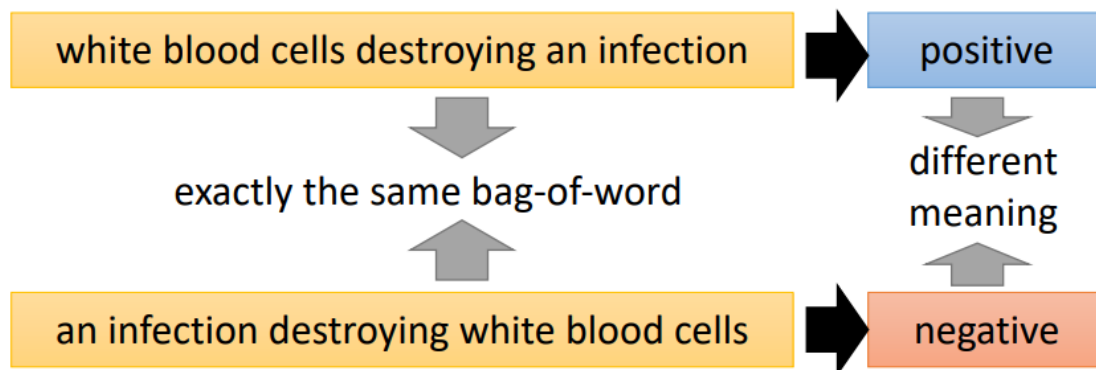 white blood cells destroying an infection
positive
exactly the same bag-of-word
different
meaning
an infection destroying white blood cells
negative